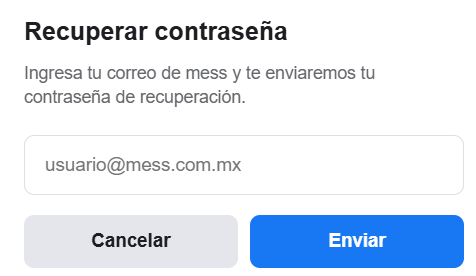 Recuperar contraseña
Ingresa tu correo de mess y te enviaremos tu
contraseña de recuperación.
usuario@mess.com.mx
Cancelar Enviar